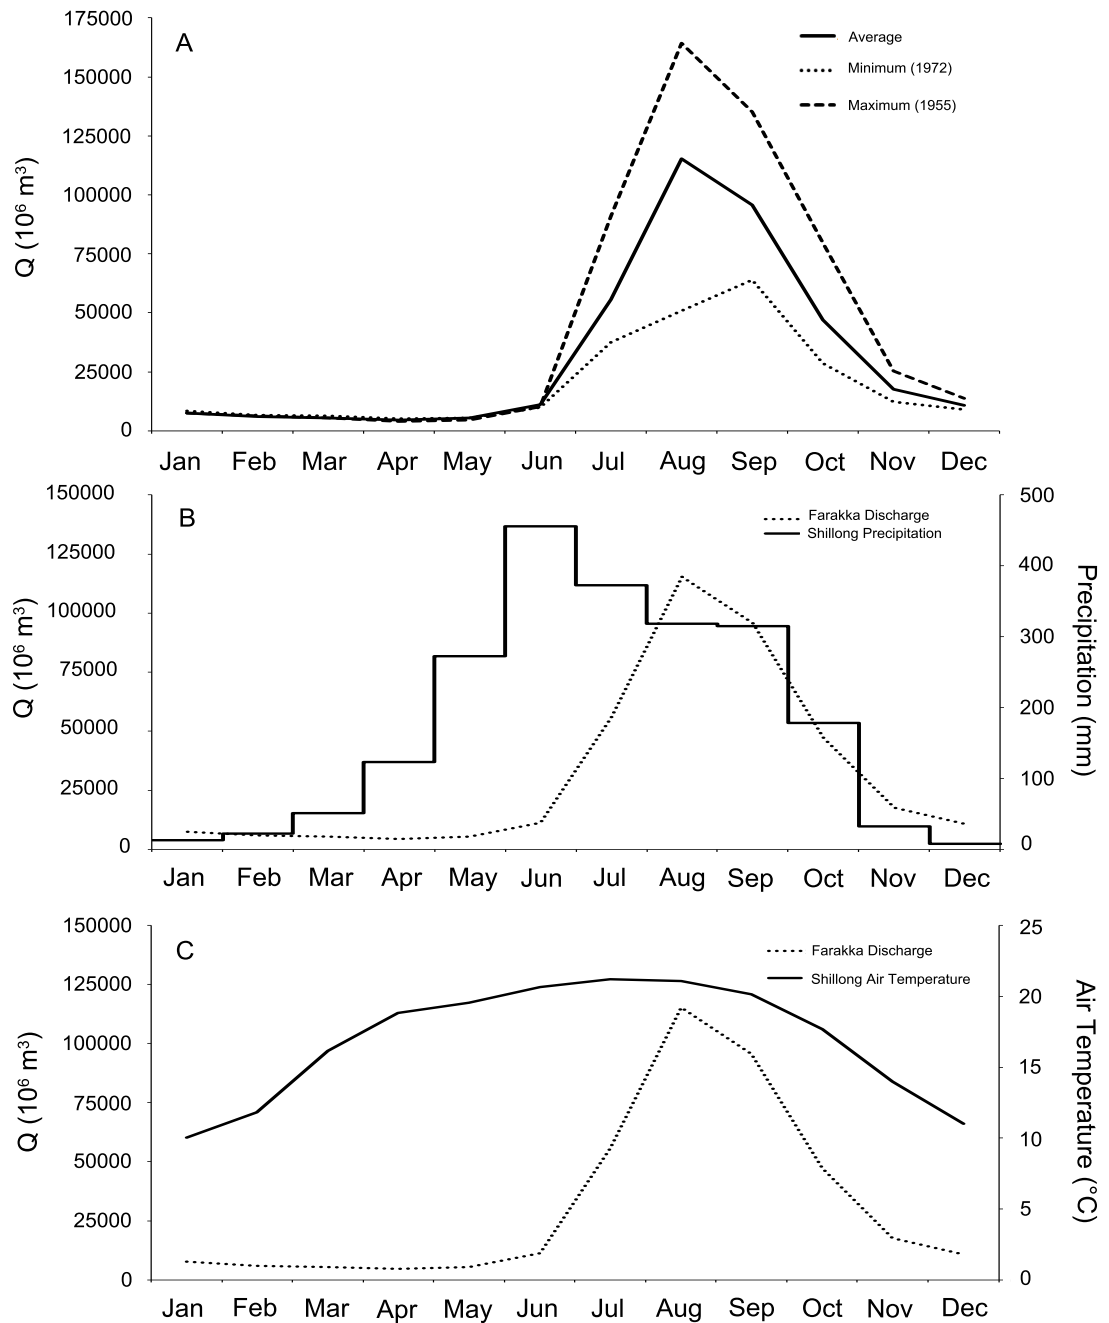 175000
A
Average
150000
Minimum (1972)
Maximum (1955)
125000
100000
Q (10⁶ m³)
75000
50000
25000
0
Jan Feb Mar Apr May Jun Jul Aug Sep Oct Nov Dec
150000
500
B
Farakka Discharge
Shillong Precipitation
125000
400
100000
300
Q (10⁶ m³)
Precipitation (mm)
75000
200
50000
100
25000
0
0
Jan Feb Mar Apr May Jun Jul Aug Sep Oct Nov Dec
150000
25
C
Farakka Discharge
Shillong Air Temperature
125000
20
100000
15
Q (10⁶ m³)
Air Temperature (°C)
75000
10
50000
5
25000
0
0
Jan Feb Mar Apr May Jun Jul Aug Sep Oct Nov Dec